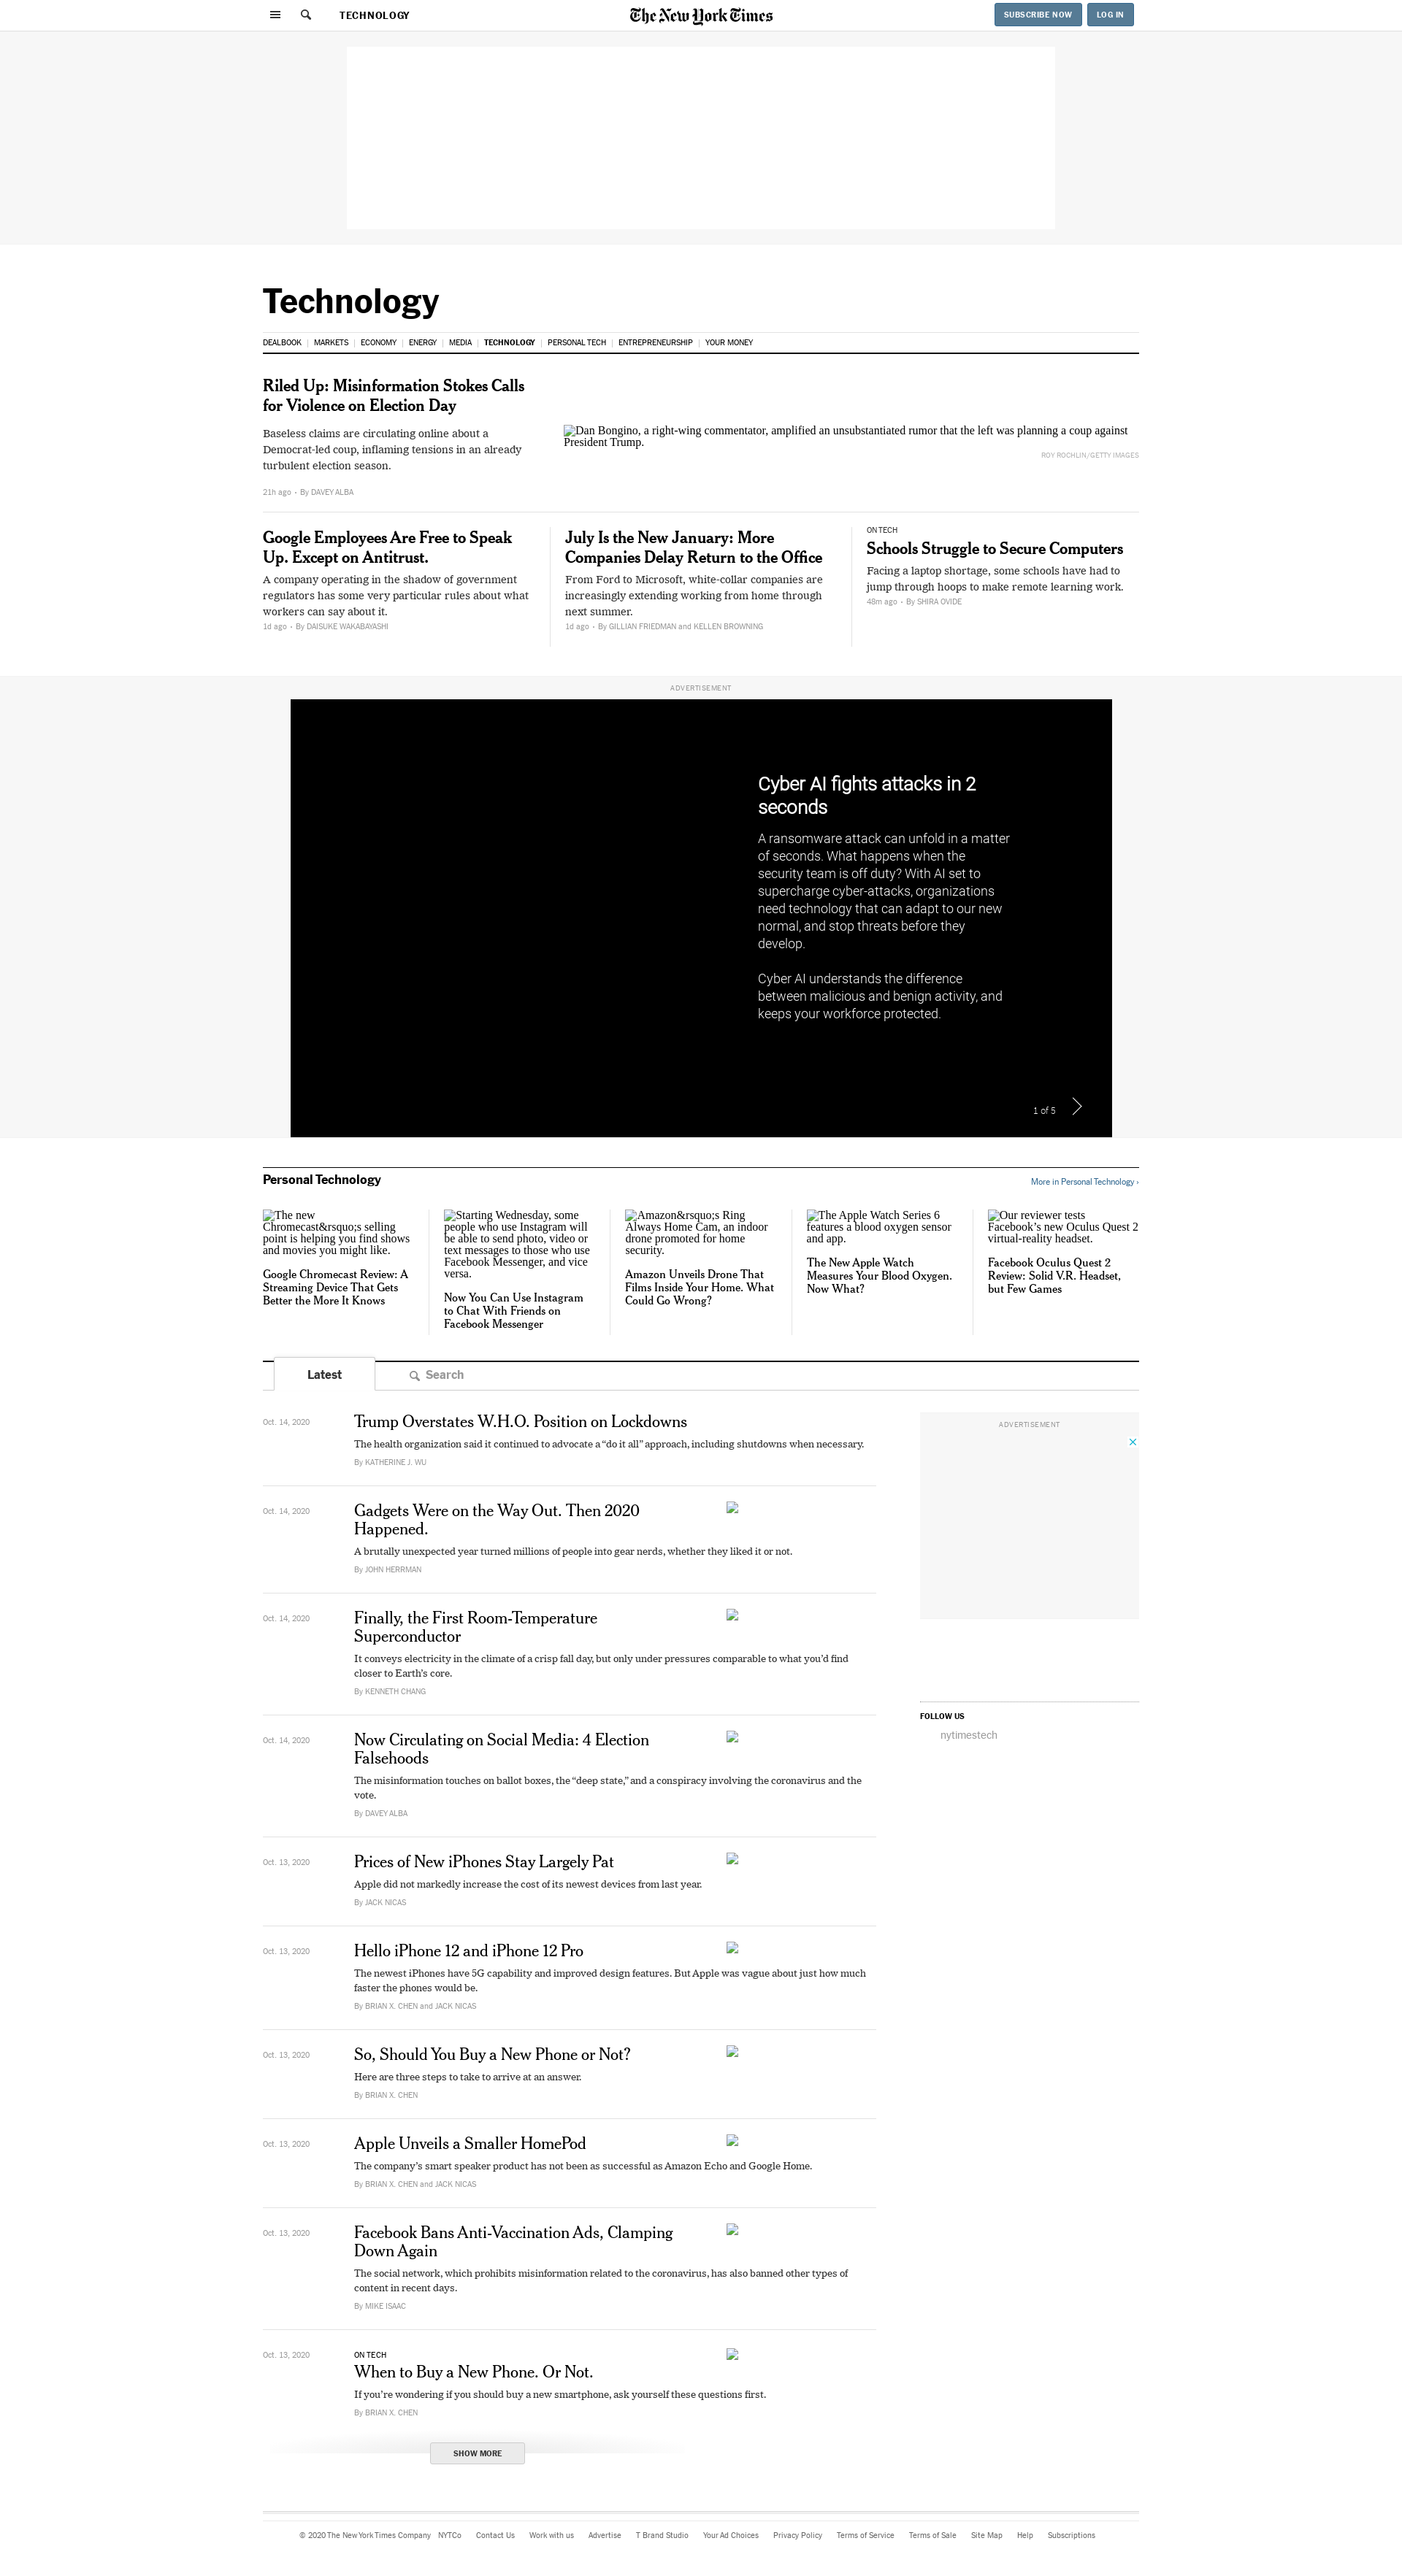 TECHNOLOGY
The New York Times
SUBSCRIBE NOW
LOG IN
Technology
DEALBOOK
MARKETS
ECONOMY
ENERGY
MEDIA
TECHNOLOGY
PERSONAL TECH
ENTREPRENEURSHIP
YOUR MONEY
Riled Up: Misinformation Stokes Calls
for Violence on Election Day
Baseless claims are circulating online about a
Democrat-led coup, inflaming tensions in an already
turbulent election season.
21h ago • By DAVEY ALBA
Dan Bongino, a right-wing commentator, amplified an unsubstantiated rumor that the left was planning a coup against
President Trump.
ROY ROCHLIN/GETTY IMAGES
Google Employees Are Free to Speak
Up. Except on Antitrust.
A company operating in the shadow of government
regulators has some very particular rules about what
workers can say about it.
1d ago • By DAISUKE WAKABAYASHI
July Is the New January: More
Companies Delay Return to the Office
From Ford to Microsoft, white-collar companies are
increasingly extending working from home through
next summer.
1d ago • By GILLIAN FRIEDMAN and KELLEN BROWNING
ON TECH
Schools Struggle to Secure Computers
Facing a laptop shortage, some schools have had to
jump through hoops to make remote learning work.
48m ago • By SHIRA OVIDE
ADVERTISEMENT
Cyber AI fights attacks in 2
seconds
A ransomware attack can unfold in a matter
of seconds. What happens when the
security team is off duty? With AI set to
supercharge cyber-attacks, organizations
need technology that can adapt to our new
normal, and stop threats before they
develop.
Cyber AI understands the difference
between malicious and benign activity, and
keeps your workforce protected.
1 of 5
Personal Technology
More in Personal Technology ›
The new
Chromecast&rsquo;s selling
point is helping you find shows
and movies you might like.
Google Chromecast Review: A
Streaming Device That Gets
Better the More It Knows
Starting Wednesday, some
people who use Instagram will
be able to send photo, video or
text messages to those who use
Facebook Messenger, and vice
versa.
Now You Can Use Instagram
to Chat With Friends on
Facebook Messenger
Amazon&rsquo;s Ring
Always Home Cam, an indoor
drone promoted for home
security.
Amazon Unveils Drone That
Films Inside Your Home. What
Could Go Wrong?
The Apple Watch Series 6
features a blood oxygen sensor
and app.
The New Apple Watch
Measures Your Blood Oxygen.
Now What?
Our reviewer tests
Facebook’s new Oculus Quest 2
virtual-reality headset.
Facebook Oculus Quest 2
Review: Solid V.R. Headset,
but Few Games
Latest
Search
Oct. 14, 2020
Trump Overstates W.H.O. Position on Lockdowns
The health organization said it continued to advocate a “do it all” approach, including shutdowns when necessary.
By KATHERINE J. WU
ADVERTISEMENT
Oct. 14, 2020
Gadgets Were on the Way Out. Then 2020
Happened.
A brutally unexpected year turned millions of people into gear nerds, whether they liked it or not.
By JOHN HERRMAN
Oct. 14, 2020
Finally, the First Room-Temperature
Superconductor
It conveys electricity in the climate of a crisp fall day, but only under pressures comparable to what you’d find
closer to Earth’s core.
By KENNETH CHANG
FOLLOW US
nytimestech
Oct. 14, 2020
Now Circulating on Social Media: 4 Election
Falsehoods
The misinformation touches on ballot boxes, the “deep state,” and a conspiracy involving the coronavirus and the
vote.
By DAVEY ALBA
Oct. 13, 2020
Prices of New iPhones Stay Largely Pat
Apple did not markedly increase the cost of its newest devices from last year.
By JACK NICAS
Oct. 13, 2020
Hello iPhone 12 and iPhone 12 Pro
The newest iPhones have 5G capability and improved design features. But Apple was vague about just how much
faster the phones would be.
By BRIAN X. CHEN and JACK NICAS
Oct. 13, 2020
So, Should You Buy a New Phone or Not?
Here are three steps to take to arrive at an answer.
By BRIAN X. CHEN
Oct. 13, 2020
Apple Unveils a Smaller HomePod
The company’s smart speaker product has not been as successful as Amazon Echo and Google Home.
By BRIAN X. CHEN and JACK NICAS
Oct. 13, 2020
Facebook Bans Anti-Vaccination Ads, Clamping
Down Again
The social network, which prohibits misinformation related to the coronavirus, has also banned other types of
content in recent days.
By MIKE ISAAC
Oct. 13, 2020
ON TECH
When to Buy a New Phone. Or Not.
If you’re wondering if you should buy a new smartphone, ask yourself these questions first.
By BRIAN X. CHEN
SHOW MORE
© 2020 The New York Times Company
NYTCo
Contact Us
Work with us
Advertise
T Brand Studio
Your Ad Choices
Privacy Policy
Terms of Service
Terms of Sale
Site Map
Help
Subscriptions